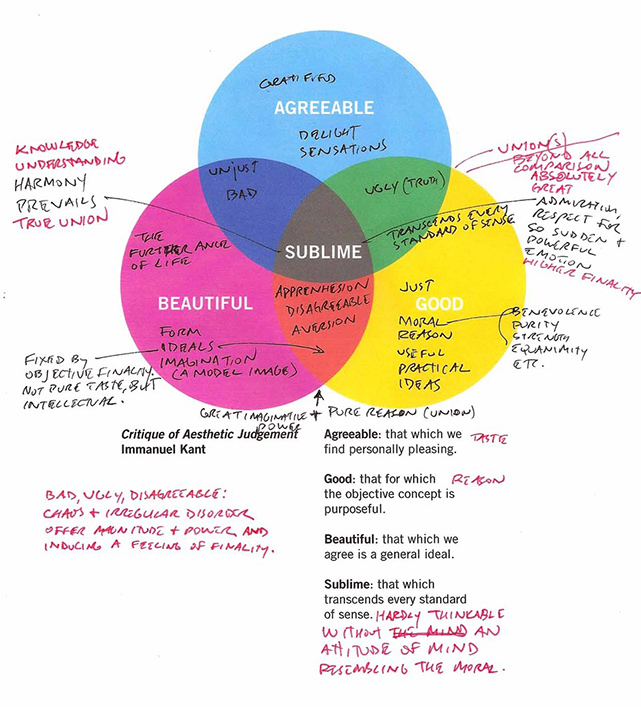 GRATIFIED
AGREEABLE
DELIGHT
SENSATIONS
KNOWLEDGE
UNDERSTANDING
HARMONY
PREVAILS
TRUE UNION
UNJUST
BAD
UGLY (TRUTH)
UNION(S)
BEYOND ALL
COMPARISON
ABSOLUTELY
GREAT
ADMIRATION,
RESPECT FOR
SO SUDDEN +
POWERFUL
EMOTION
HIGHER FINALITY
TRANSCENDS EVERY
STANDARD OF SENSE
SUBLIME
THE
FURTHERANCE
OF LIFE
BEAUTIFUL
FORM
IDEALS
IMAGINATION
(A MODEL IMAGE)
APPRENHESION
DISAGREEABLE
AVERSION
JUST
GOOD
MORAL
REASON
USEFUL
PRACTICAL
IDEAS
BENEVOLENCE
PURITY
STRENGTH
EQUANIMITY
ETC.
FIXED BY
OBJECTIVE FINALITY.
NOT PURE TASTE, BUT
INTELLECTUAL.
GREAT IMAGINATIVE + PURE REASON (UNION)
POWER
Critique of Aesthetic Judgement
Immanuel Kant
Agreeable: that which we TASTE
find personally pleasing.
Good: that for which REASON
the objective concept is
purposeful.
Beautiful: that which we
agree is a general ideal.
Sublime: that which
transcends every standard
of sense. HARDLY THINKABLE
WITHOUT THE MIND AN
ATTITUDE OF MIND
RESEMBLING THE MORAL.
BAD, UGLY, DISAGREEABLE:
CHAOS + IRREGULAR DISORDER
OFFER MAGNITUDE + POWER AND
INDUCING A FEELING OF FINALITY.